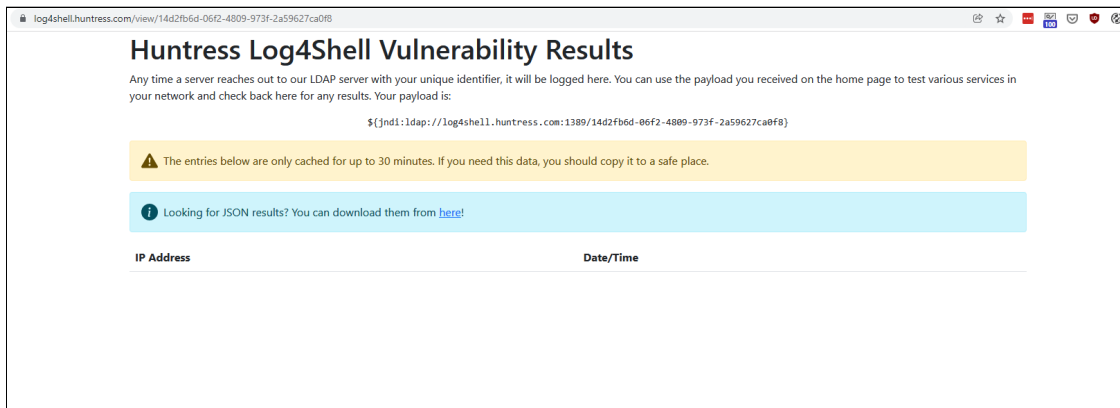 log4shell.huntress.com/view/14d2fb6d-06f2-4809-973f-2a59627ca0f8
100
Huntress Log4Shell Vulnerability Results
Any time a server reaches out to our LDAP server with your unique identifier, it will be logged here. You can use the payload you received on the home page to test various services in
your network and check back here for any results. Your payload is:
${jndi:ldap://log4shell.huntress.com:1389/14d2fb6d-06f2-4809-973f-2a59627ca0f8}
The entries below are only cached for up to 30 minutes. If you need this data, you should copy it to a safe place.
Looking for JSON results? You can download them from here!
IP Address Date/Time